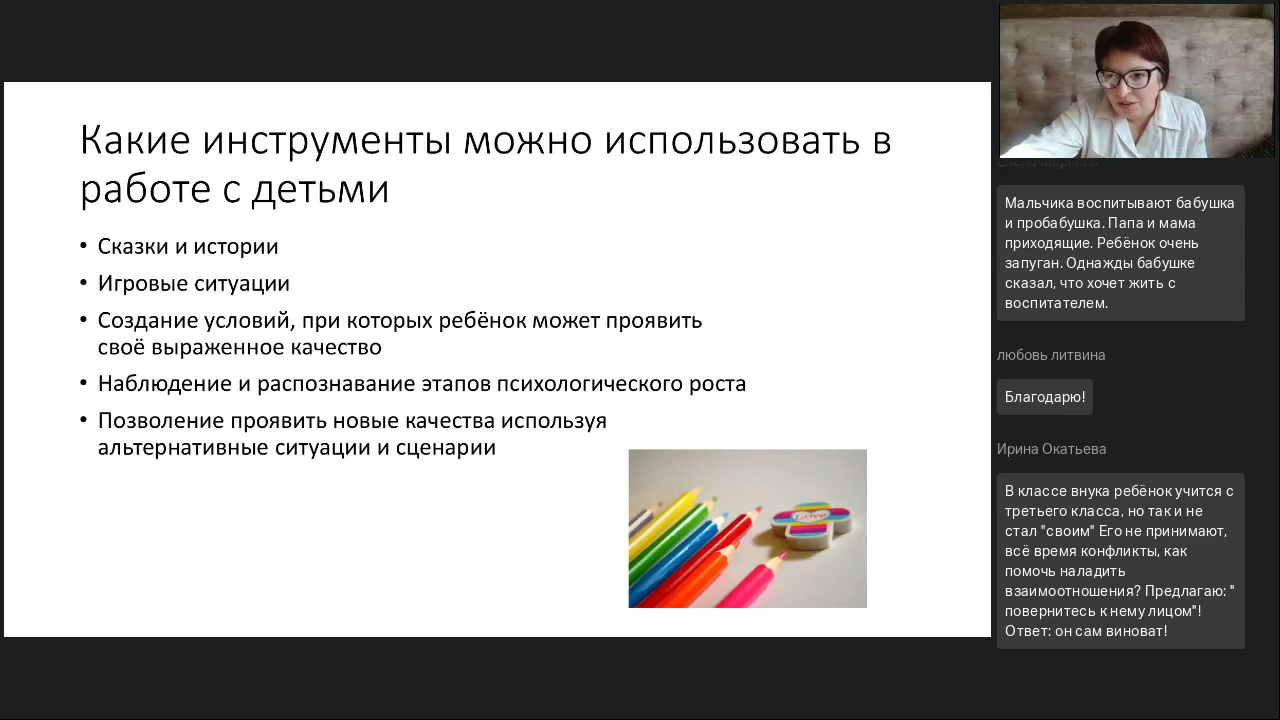 Какие инструменты можно использовать в
работе с детьми
• Сказки и истории
• Игровые ситуации
• Создание условий, при которых ребёнок может проявить
своё выраженное качество
• Наблюдение и распознавание этапов психологического роста
• Позволение проявить новые качества используя
альтернативные ситуации и сценарии
Love
Мальчика воспитывают бабушка
и пробабушка. Папа и мама
приходящие. Ребёнок очень
запуган. Однажды бабушке
сказал, что хочет жить с
воспитателем.
любовь литвина
Благодарю!
Ирина Окатьева
В классе внука ребёнок учится с
третьего класса, но так и не
стал "своим" Его не принимают,
всё время конфликты, как
помочь наладить
взаимоотношения? Предлагаю: "
повернитесь к нему лицом"!
Ответ: он сам виноват!